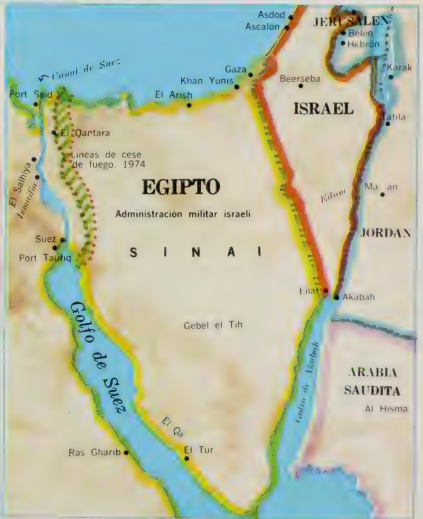 Asdod
Ascalon
JERUSALEN
Belen
Hebrón
Canal de Suez
Gaza
Khan Yunis
Beerseba
Karak
Port Said
El Arish
ISRAEL
El Qantara
Tafila
Líneas de cese
de fuego. 1974
El Salhiya
Ismailia
EGIPTO
Edom
Ma an
Administración militar israelí
JORDAN
Suez
Port Taufiq
S I N A I
Eilat
Akabah
Golfo de Suez
Gebel el Tih
Golfo de Akabah
ARABIA
SAUDITA
Al Hisma
El Qa
Ras Gharib
El Tur